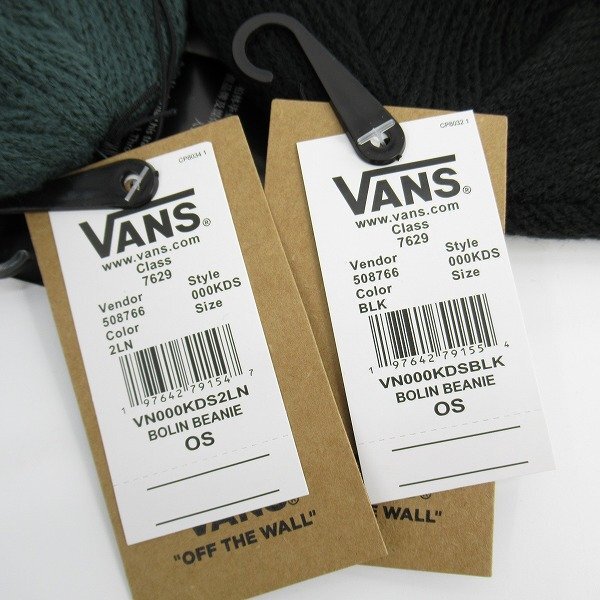 CP8034 1
VANS®
www.vans.com
Class
7629
Vendor Style
508766 000KDS
Color Size
2LN
1 97642 79154 7
VN000KDS2LN
BOLIN BEANIE
OS
VANS®
"OFF THE WALL"
CP8032 1
VANS®
www.vans.com
Class
7629
Vendor Style
508766 000KDS
Color Size
BLK
1 97642 79155 4
VN000KDSBLK
BOLIN BEANIE
OS
THE WALL"